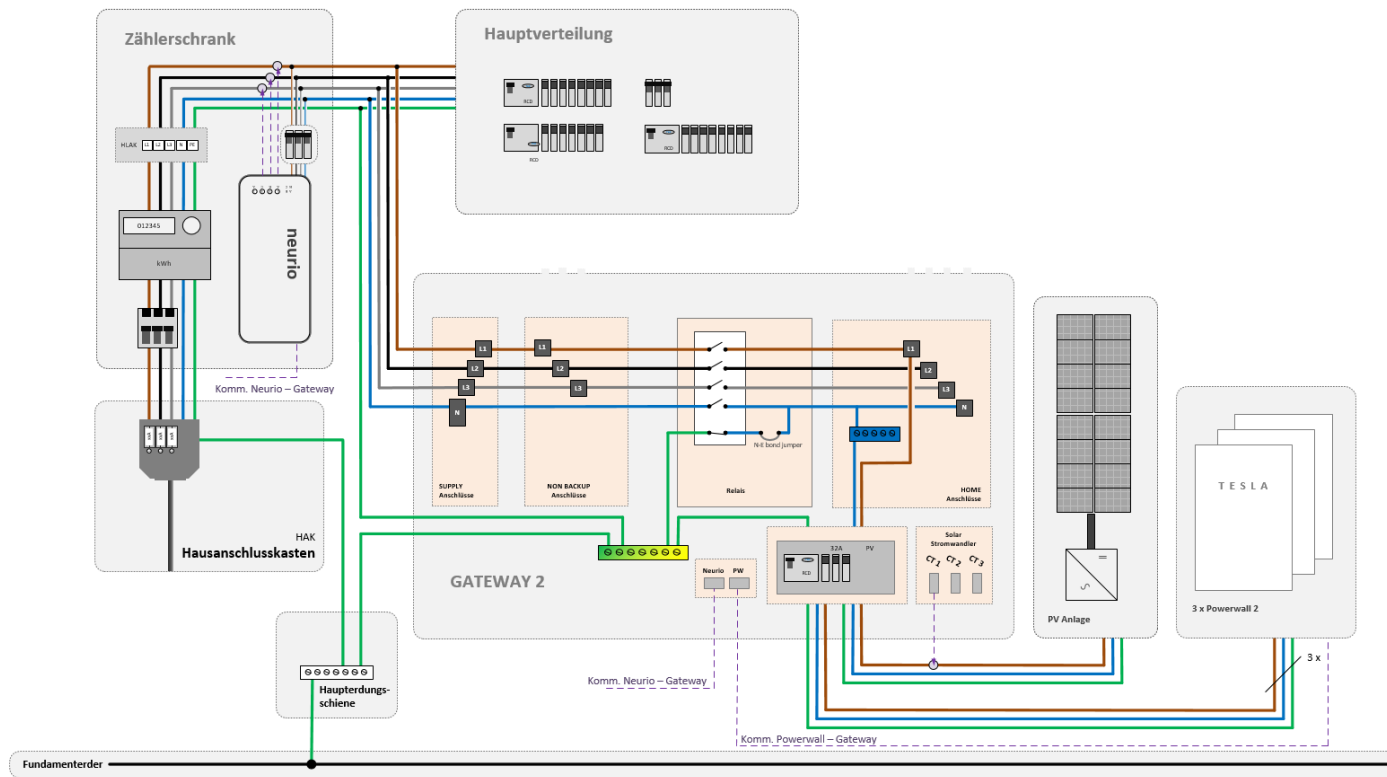 Zählerschrank
Hauptverteilung
RCD
RCD
RCD
HLAK
L1 L2 L3 N PE
012345
kWh
neurio
Komm. Neurio – Gateway
HAK
Hausanschlusskasten
L1
L2
L3
N
SUPPLY
Anschlüsse
L1
L2
L3
NON BACKUP
Anschlüsse
N-E bond jumper
Relais
L1
L2
L3
N
HOME
Anschlüsse
GATEWAY 2
Neurio PW
32A PV
RCD
Solar
Stromwandler
CT 1 CT 2 CT 3
PV Anlage
TESLA
3 x Powerwall 2
3 x
Haupterdungs-
schiene
Komm. Neurio – Gateway
Komm. Powerwall – Gateway
Fundamenterder